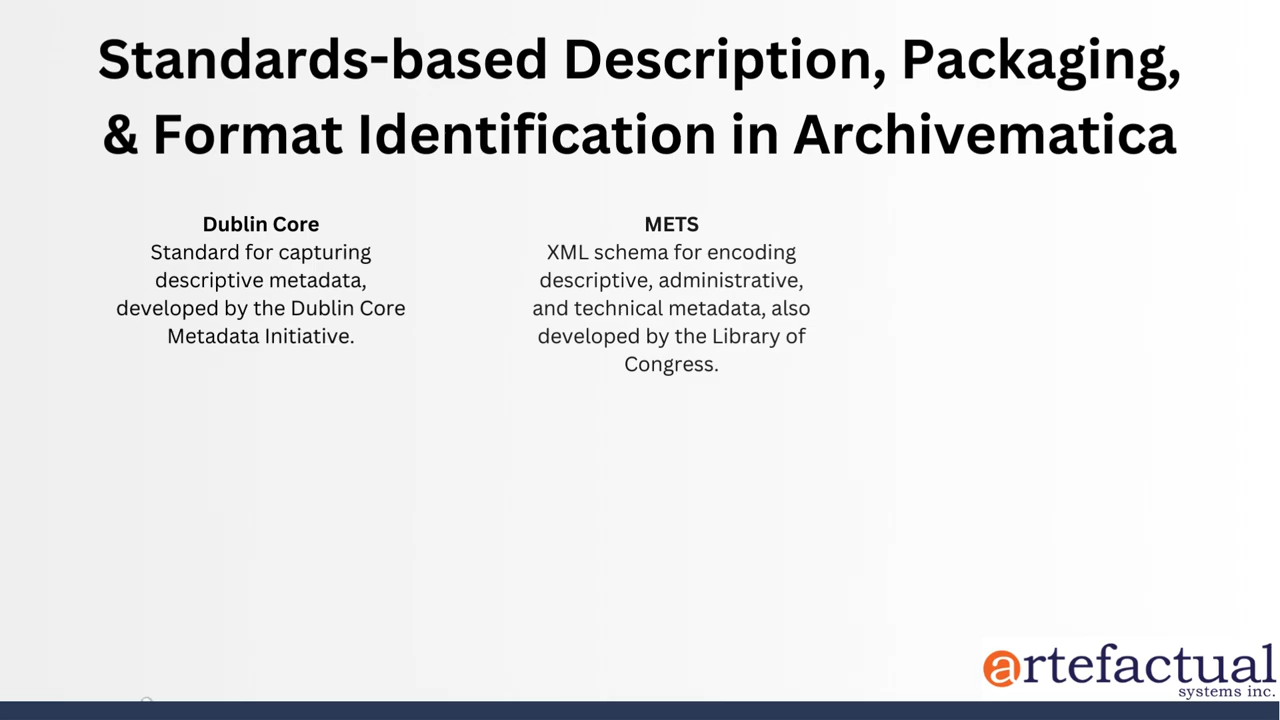 Standards-based Description, Packaging,
& Format Identification in Archivematica
Dublin Core
Standard for capturing
descriptive metadata,
developed by the Dublin Core
Metadata Initiative.
METS
XML schema for encoding
descriptive, administrative,
and technical metadata, also
developed by the Library of
Congress.
artefactual
systems inc.